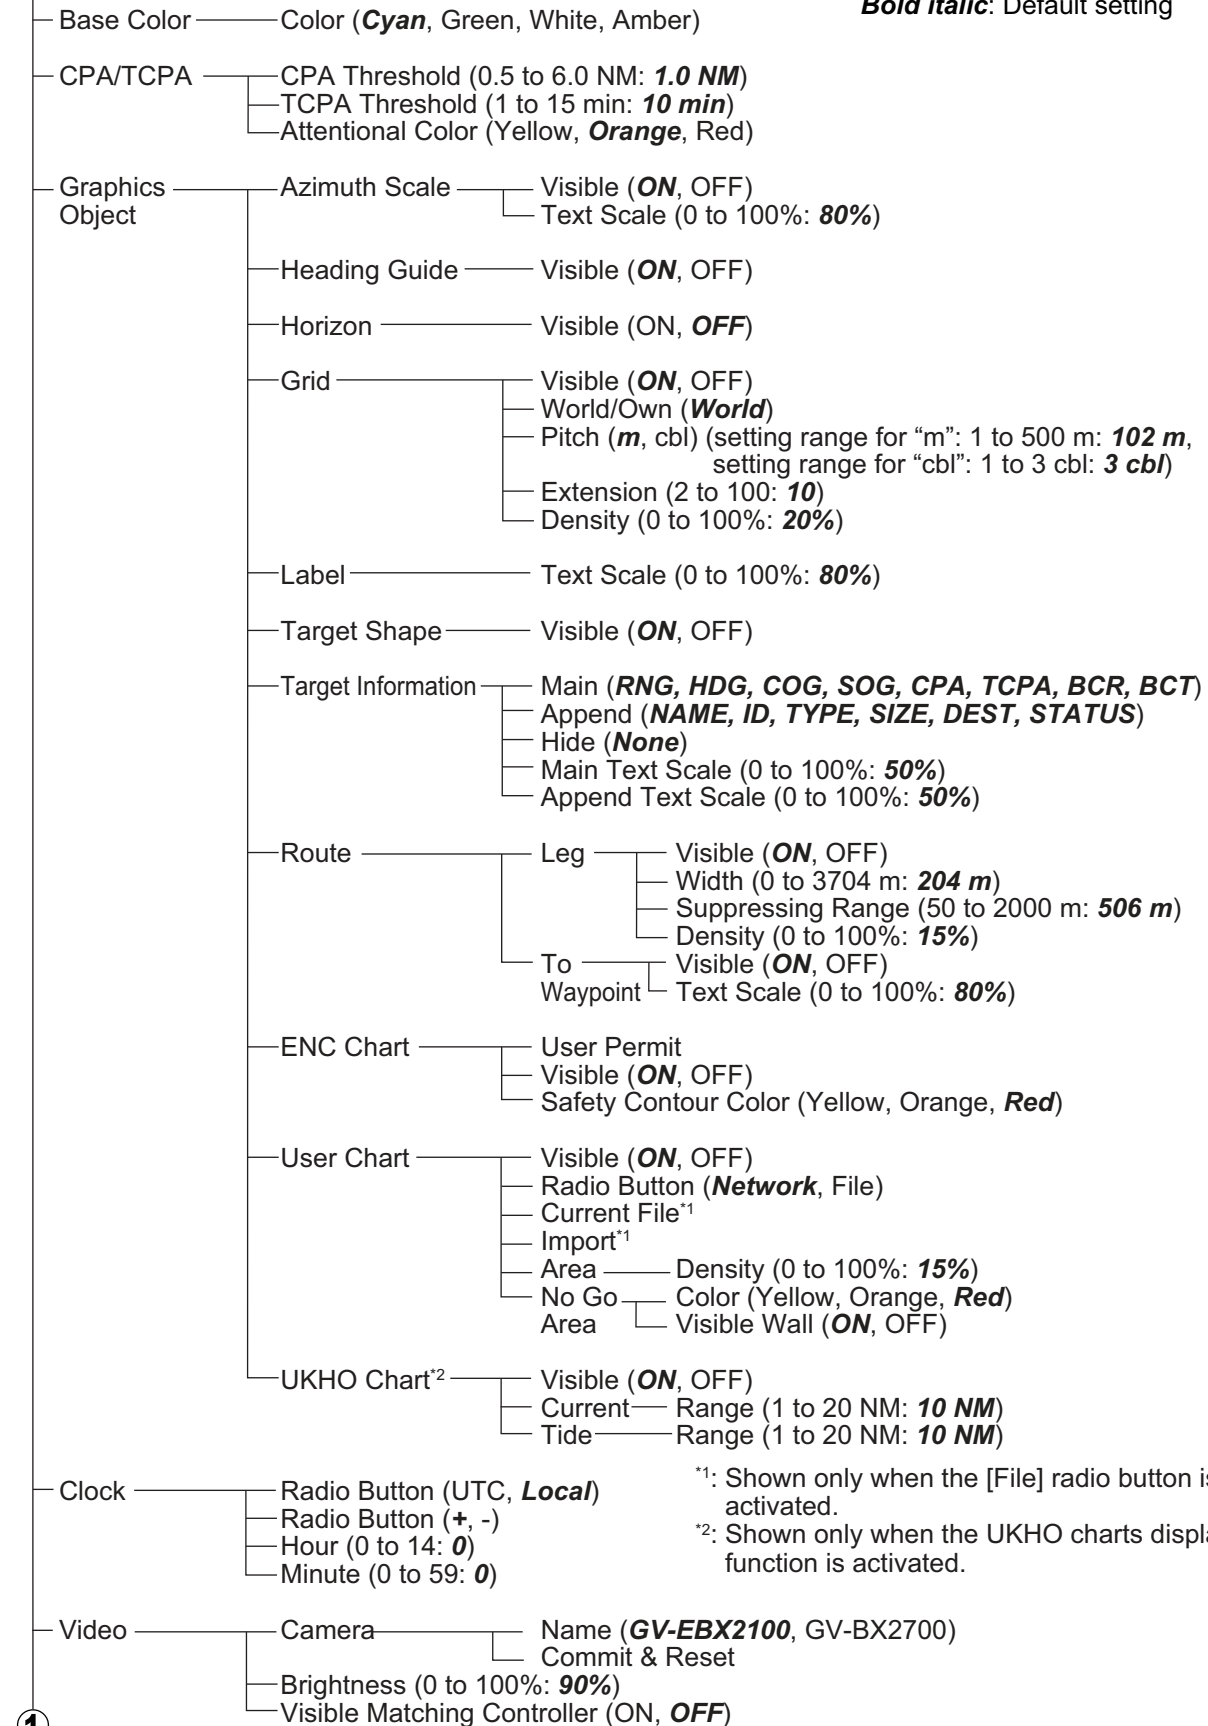 Bold Italic: Default setting
Base Color Color (Cyan, Green, White, Amber)
CPA/TCPA CPA Threshold (0.5 to 6.0 NM: 1.0 NM)
TCPA Threshold (1 to 15 min: 10 min)
Attentional Color (Yellow, Orange, Red)
Graphics Object Azimuth Scale Visible (ON, OFF)
Text Scale (0 to 100%: 80%)
Heading Guide Visible (ON, OFF)
Horizon Visible (ON, OFF)
Grid Visible (ON, OFF)
World/Own (World)
Pitch (m, cbl) (setting range for “m”: 1 to 500 m: 102 m,
setting range for “cbl”: 1 to 3 cbl: 3 cbl)
Extension (2 to 100: 10)
Density (0 to 100%: 20%)
Label Text Scale (0 to 100%: 80%)
Target Shape Visible (ON, OFF)
Target Information Main (RNG, HDG, COG, SOG, CPA, TCPA, BCR, BCT)
Append (NAME, ID, TYPE, SIZE, DEST, STATUS)
Hide (None)
Main Text Scale (0 to 100%: 50%)
Append Text Scale (0 to 100%: 50%)
Route Leg Visible (ON, OFF)
Width (0 to 3704 m: 204 m)
Suppressing Range (50 to 2000 m: 506 m)
Density (0 to 100%: 15%)
To Waypoint Visible (ON, OFF)
Text Scale (0 to 100%: 80%)
ENC Chart User Permit
Visible (ON, OFF)
Safety Contour Color (Yellow, Orange, Red)
User Chart Visible (ON, OFF)
Radio Button (Network, File)
Current File*1
Import*1
Area Density (0 to 100%: 15%)
No Go Area Color (Yellow, Orange, Red)
Visible Wall (ON, OFF)
UKHO Chart*2 Visible (ON, OFF)
Current Range (1 to 20 NM: 10 NM)
Tide Range (1 to 20 NM: 10 NM)
*1: Shown only when the [File] radio button is
activated.
*2: Shown only when the UKHO charts displa
function is activated.
Clock Radio Button (UTC, Local)
Radio Button (+, -)
Hour (0 to 14: 0)
Minute (0 to 59: 0)
Video Camera Name (GV-EBX2100, GV-BX2700)
Commit & Reset
Brightness (0 to 100%: 90%)
Visible Matching Controller (ON, OFF)
1